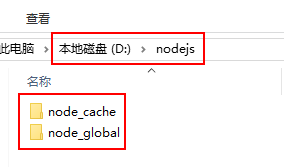 查看
此电脑 > 本地磁盘 (D:) > nodejs
名称
node_cache
node_global